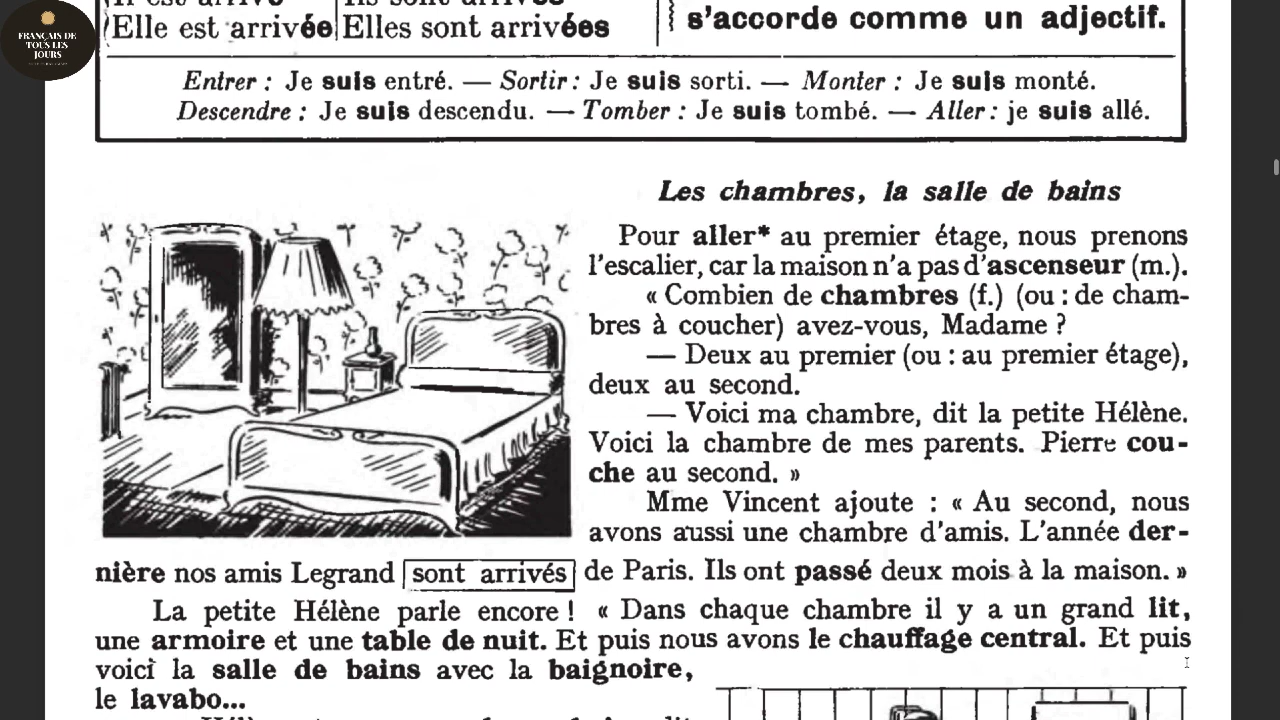 FRANÇAIS DE
TOUS LES
JOURS
Il est arrivé Ils sont arrivés
Elle est arrivée Elles sont arrivées
s'accorde comme un adjectif.
Entrer : Je suis entré. — Sortir : Je suis sorti. — Monter : Je suis monté.
Descendre : Je suis descendu. — Tomber : Je suis tombé. — Aller : je suis allé.
Les chambres, la salle de bains
Pour aller* au premier étage, nous prenons
l'escalier, car la maison n'a pas d'ascenseur (m.).
« Combien de chambres (f.) (ou : de cham-
bres à coucher) avez-vous, Madame ?
— Deux au premier (ou : au premier étage),
deux au second.
— Voici ma chambre, dit la petite Hélène.
Voici la chambre de mes parents. Pierre cou-
che au second. »
Mme Vincent ajoute : « Au second, nous
avons aussi une chambre d'amis. L'année der-
nière nos amis Legrand sont arrivés de Paris. Ils ont passé deux mois à la maison. »
La petite Hélène parle encore ! « Dans chaque chambre il y a un grand lit,
une armoire et une table de nuit. Et puis nous avons le chauffage central. Et puis
voici la salle de bains avec la baignoire,
le lavabo...